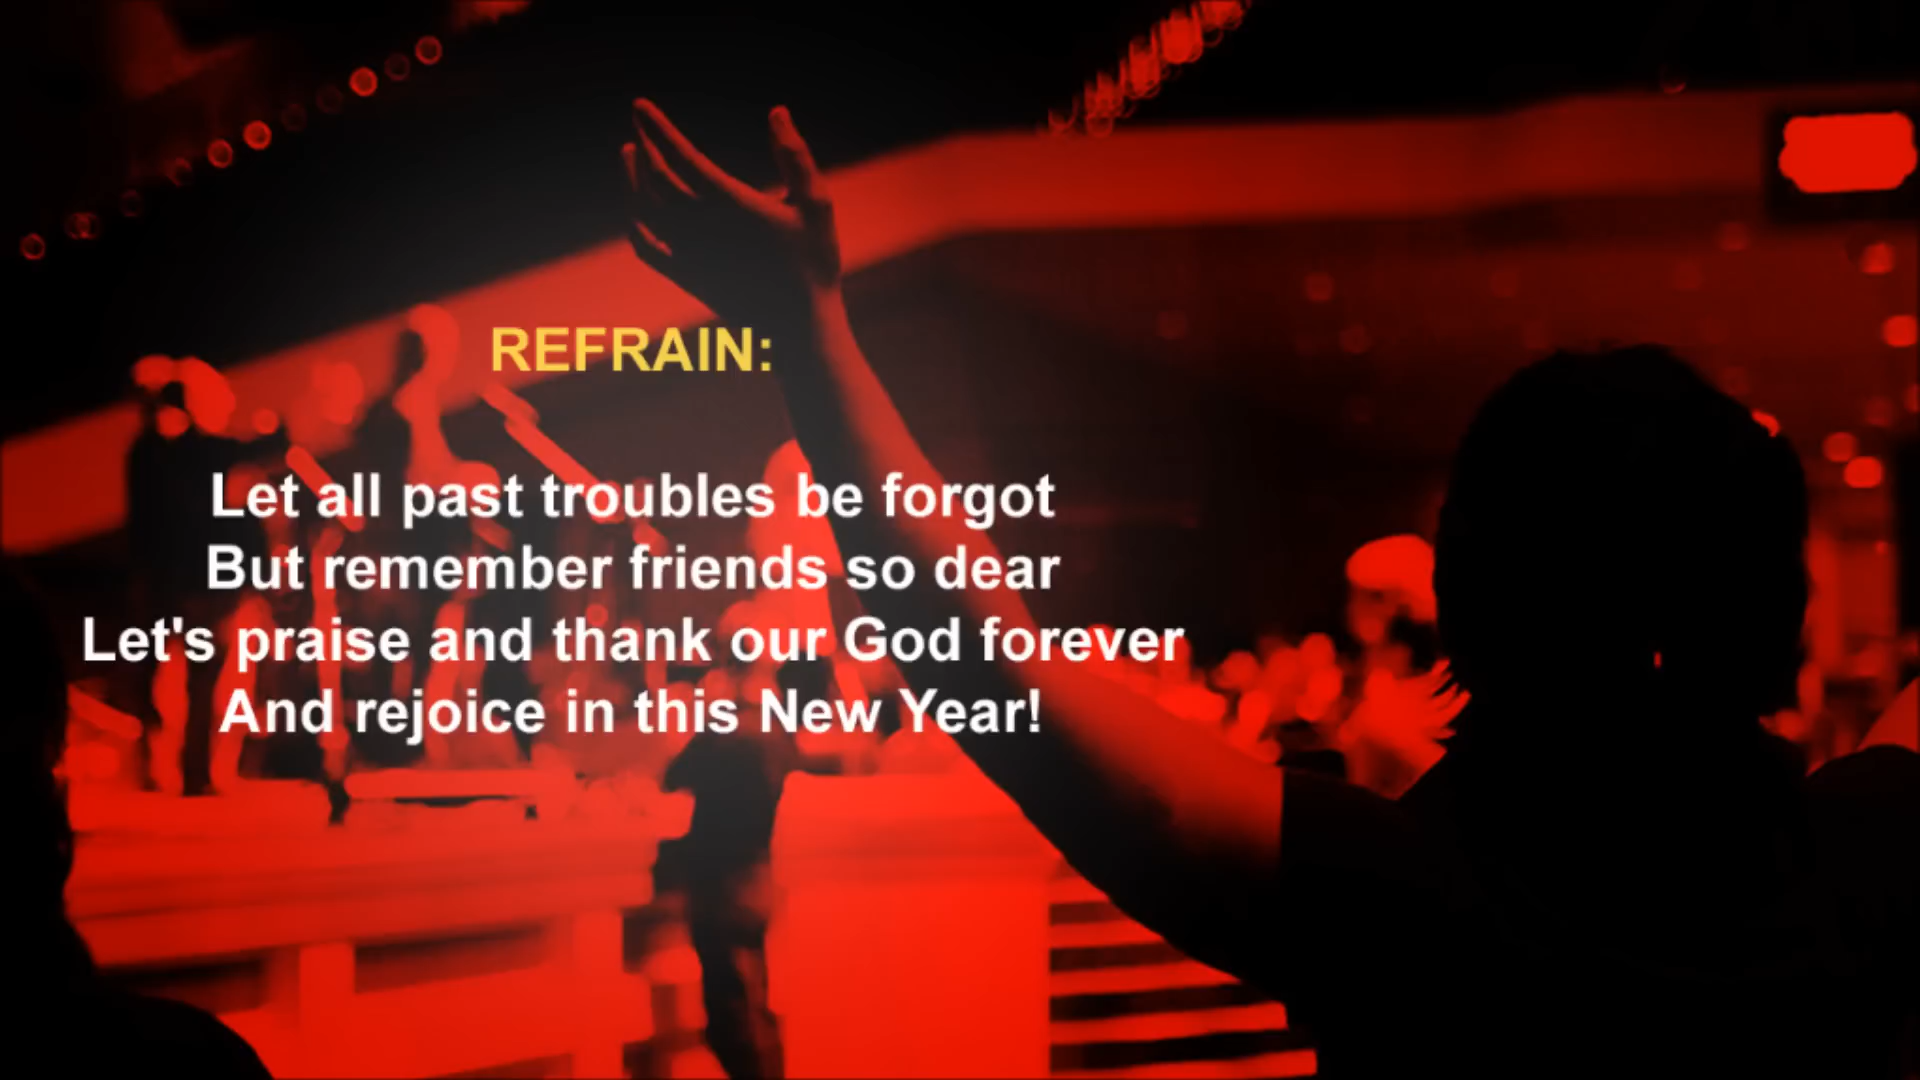 REFRAIN:
Let all past troubles be forgot
But remember friends so dear
Let's praise and thank our God forever
And rejoice in this New Year!